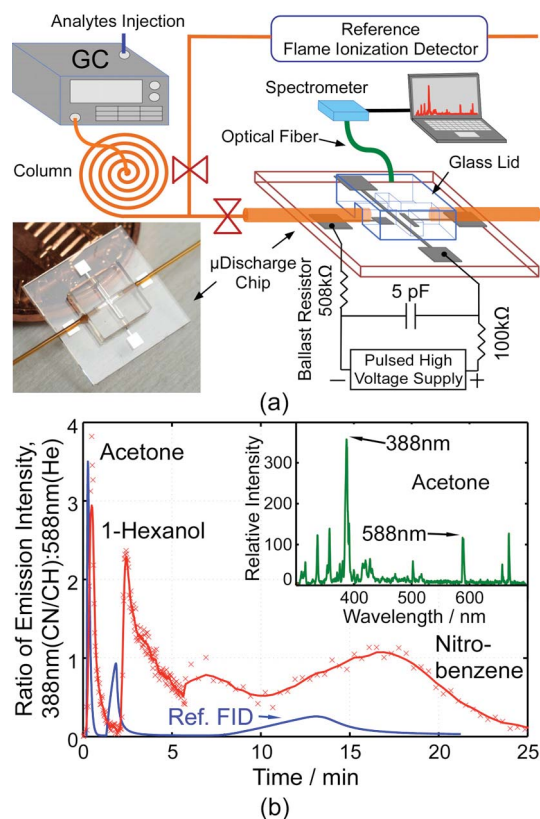 Analytes Injection
GC
Reference
Flame Ionization Detector
Spectrometer
Optical Fiber
Column
Glass Lid
µDischarge
Chip
Ballast Resistor
508kΩ
5 pF
100kΩ
Pulsed High
Voltage Supply
− +
(a)
Ratio of Emission Intensity,
388nm(CN/CH):588nm(He)
4
3
2
1
0
Acetone
1-Hexanol
Ref. FID
Nitro-
benzene
Relative Intensity
300
200
100
0
388nm
Acetone
588nm
400 500 600
Wavelength / nm
0 5 10 15 20 25
Time / min
(b)